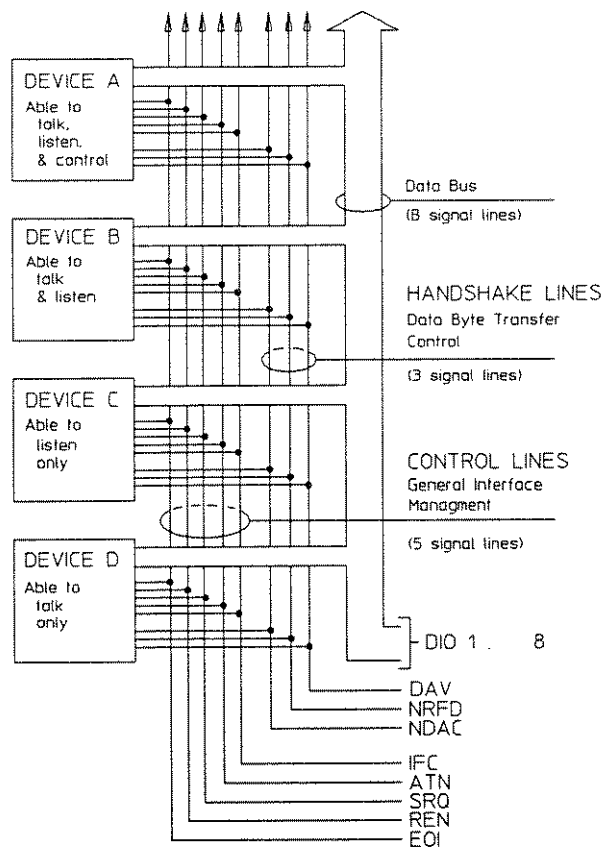 DEVICE A
Able to
talk,
listen,
& control
Data Bus
(8 signal lines)
DEVICE B
Able to
talk
& listen
HANDSHAKE LINES
Data Byte Transfer
Control
(3 signal lines)
DEVICE C
Able to
listen
only
CONTROL LINES
General Interface
Managment
(5 signal lines)
DEVICE D
Able to
talk
only
DIO 1 . 8
DAV
NRFD
NDAC
IFC
ATN
SRQ
REN
EOI